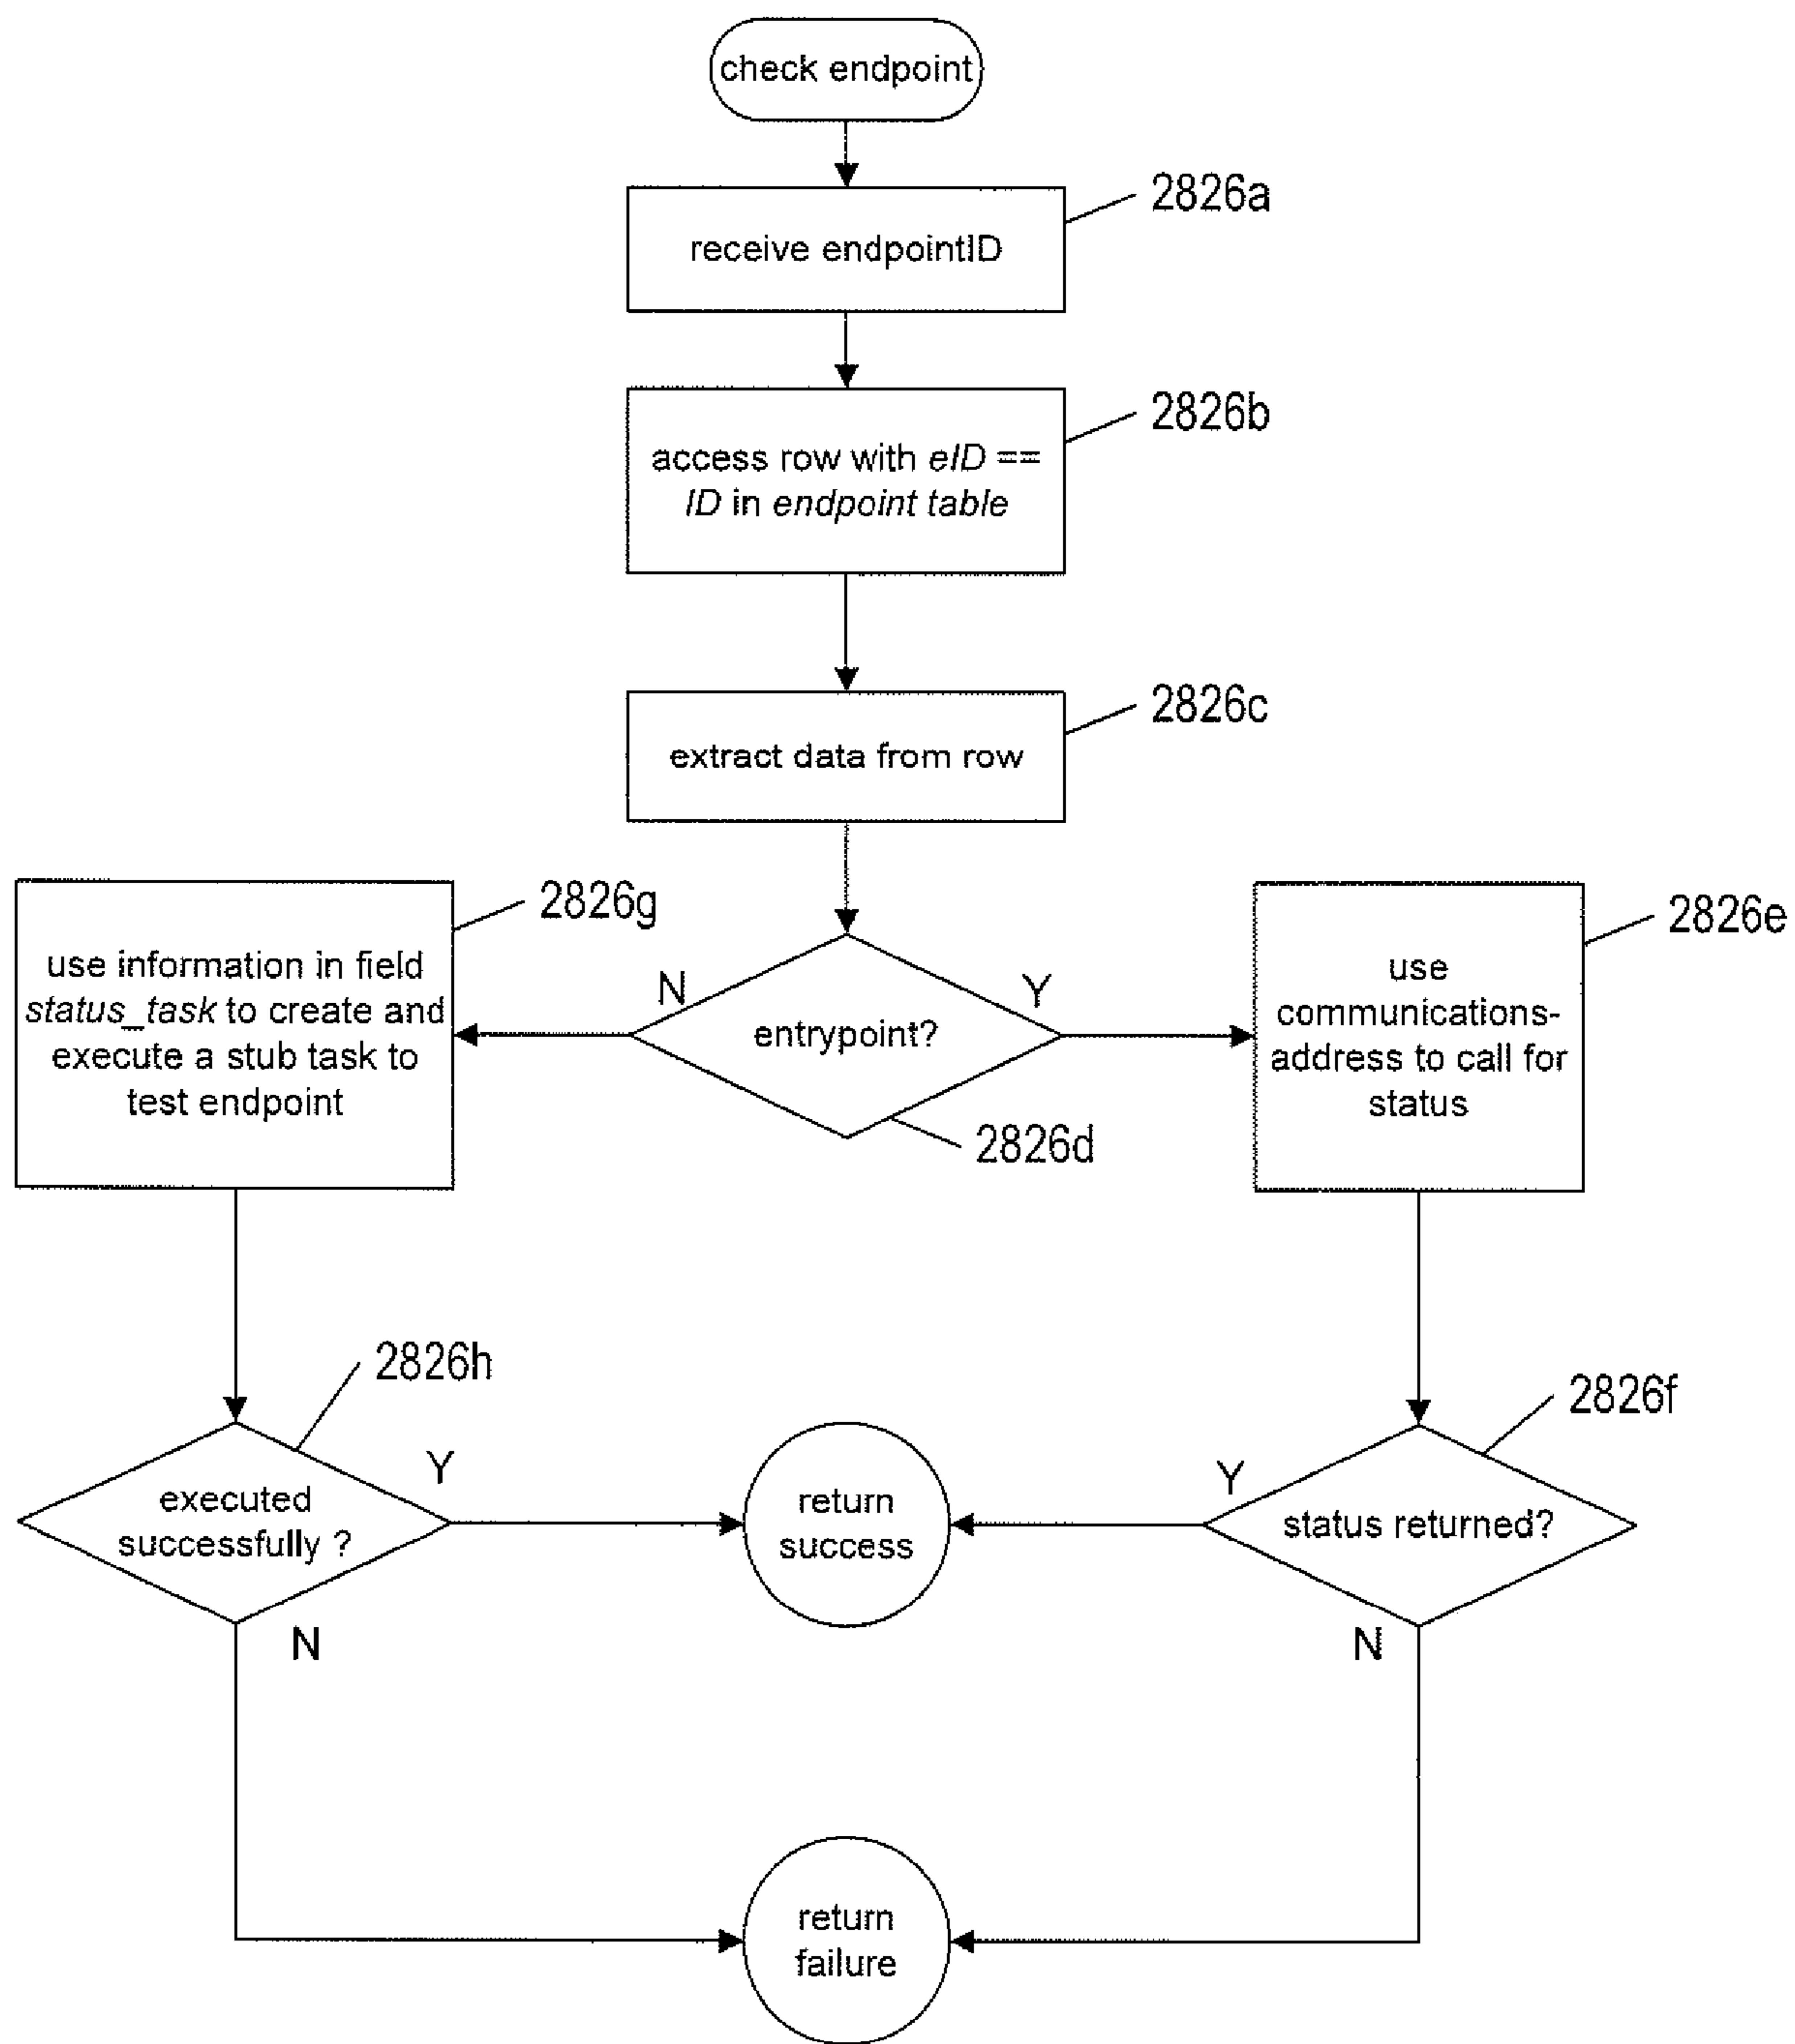 check endpoint
2826a
receive endpointID
2826b
access row with eID ==
ID in endpoint table
2826c
extract data from row
2826g
use information in field
status_task to create and
execute a stub task to
test endpoint
N
entrypoint?
Y
2826d
2826e
use
communications-
address to call for
status
2826h
executed
successfully ?
Y
N
return
success
2826f
Y
status returned?
N
return
failure